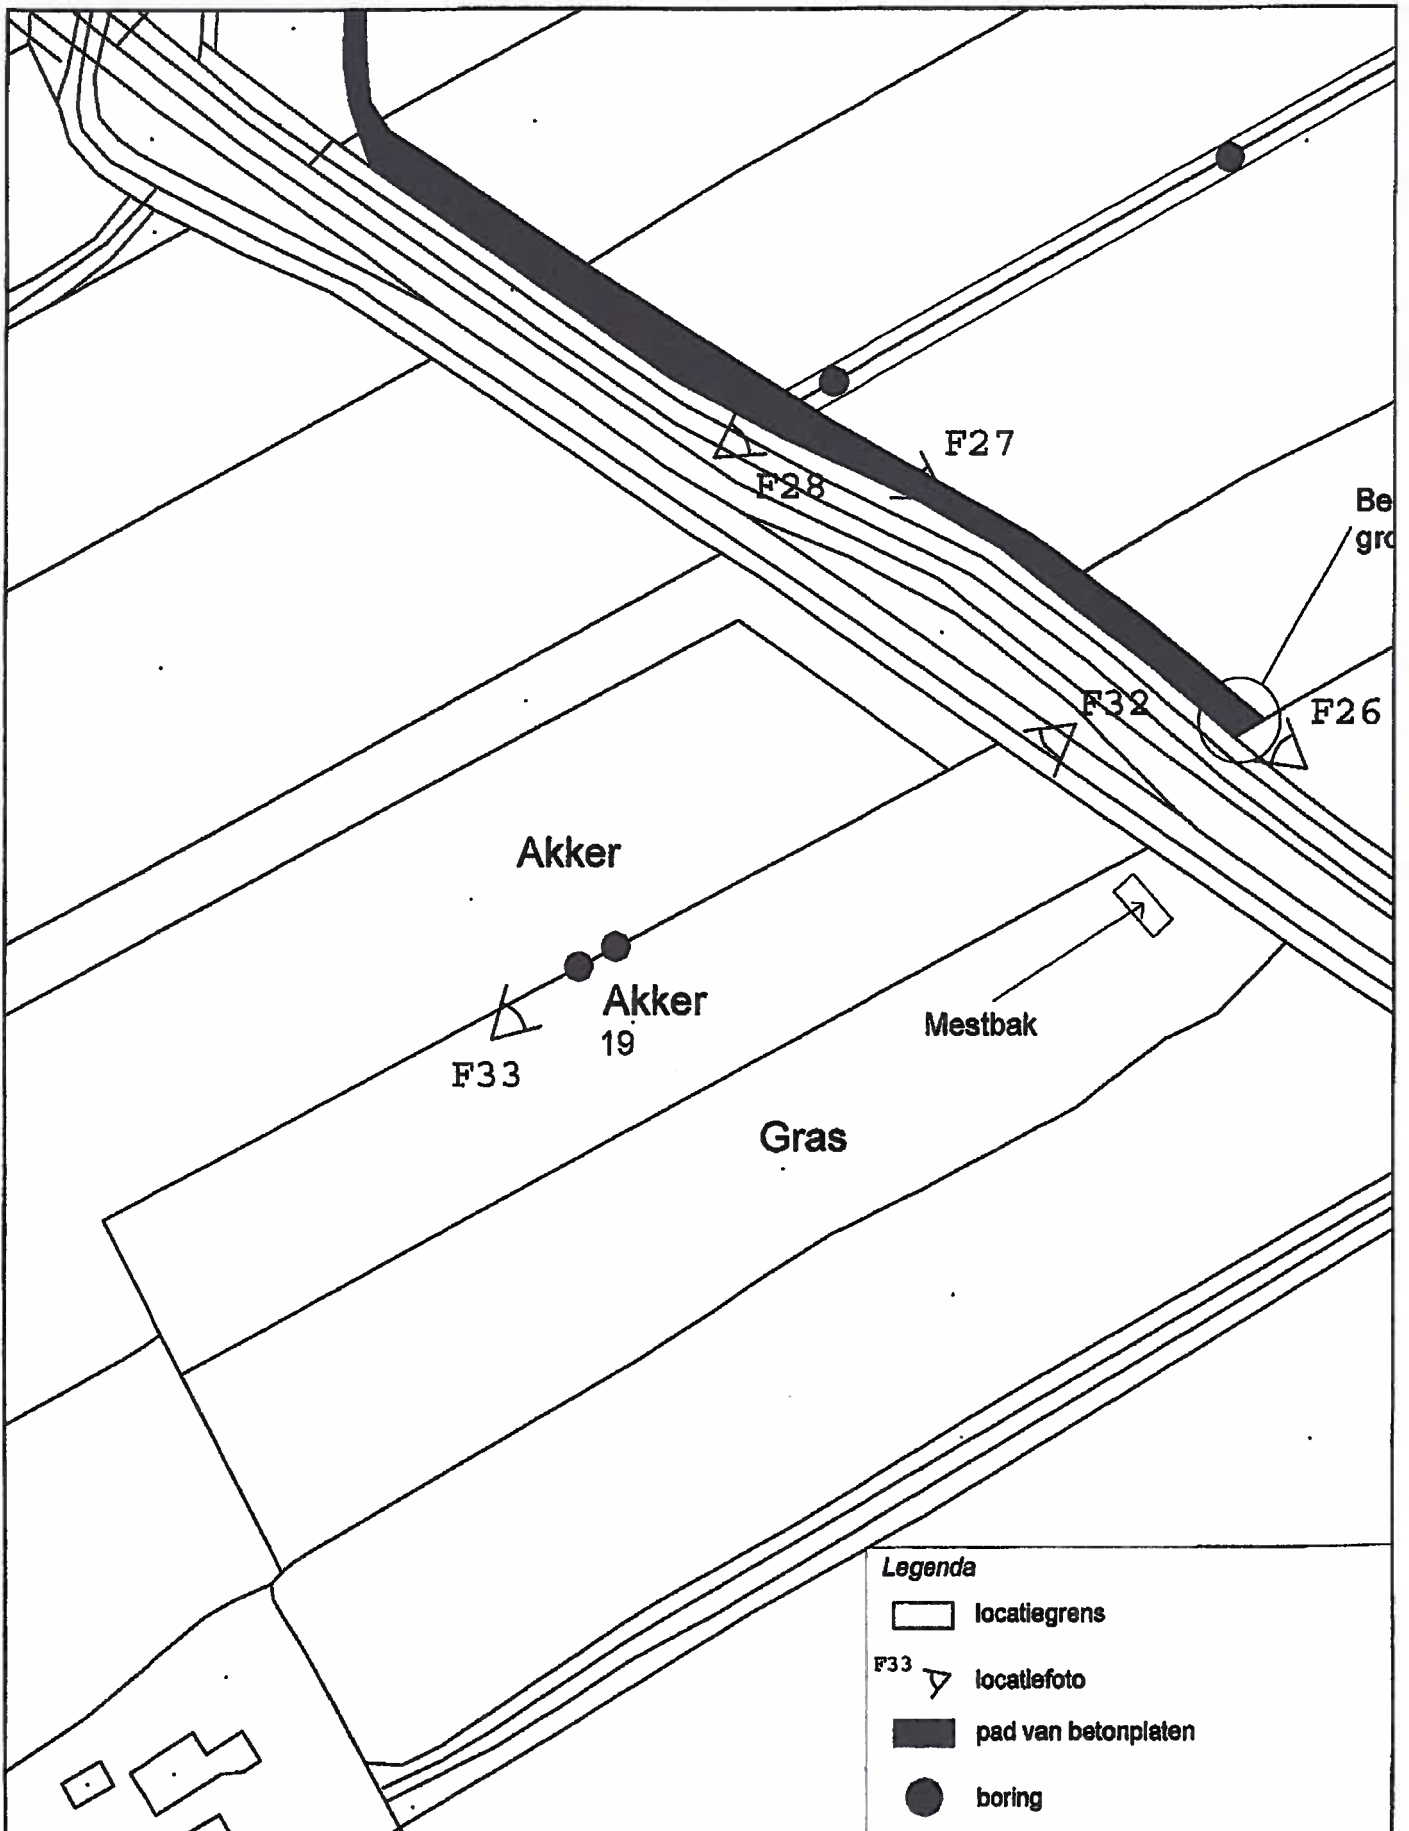 F27
F28
Be
gro
F32
F26
Akker
Akker
19
F33
Mestbak
Gras
Legenda
locatiegrens
F33
locatiefoto
pad van betonplaten
boring